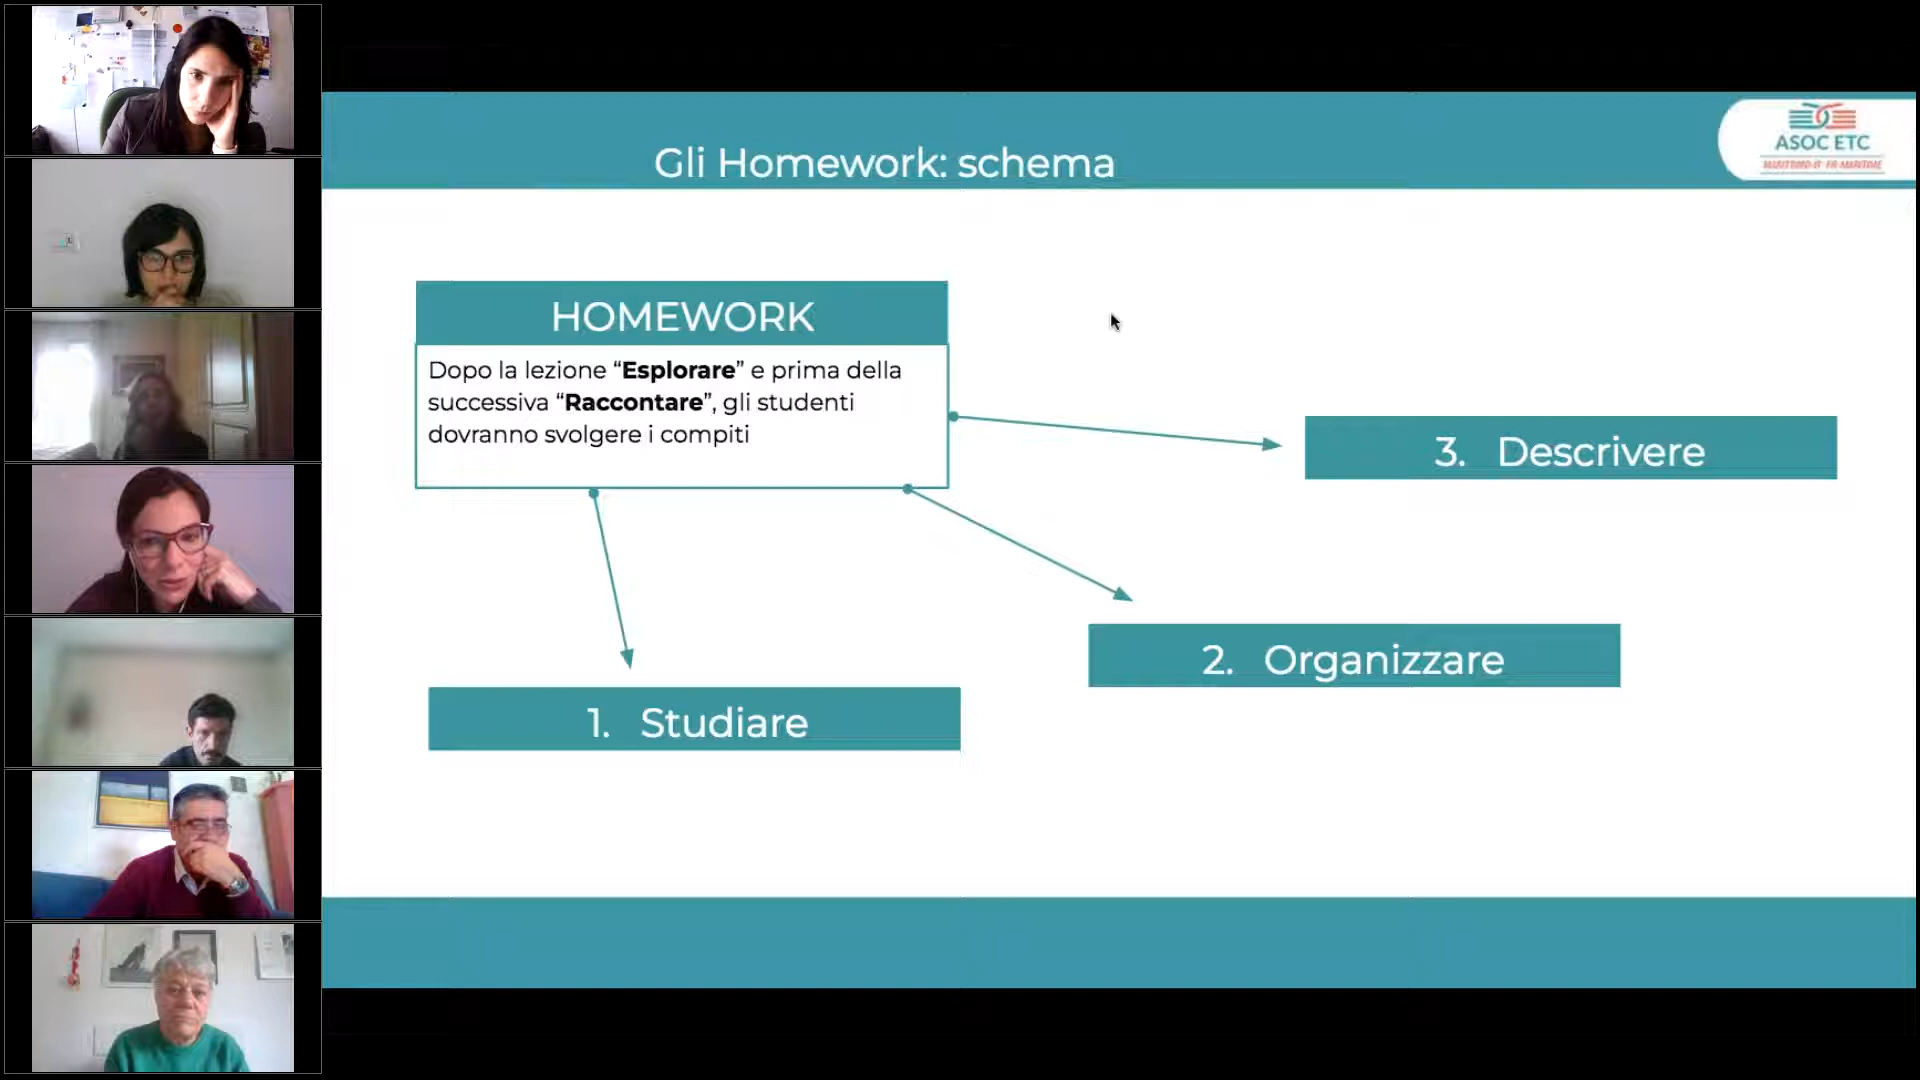 Gli Homework: schema
ASOC ETC
HOMEWORK
Dopo la lezione “Esplorare” e prima della
successiva “Raccontare”, gli studenti
dovranno svolgere i compiti
3. Descrivere
2. Organizzare
1. Studiare